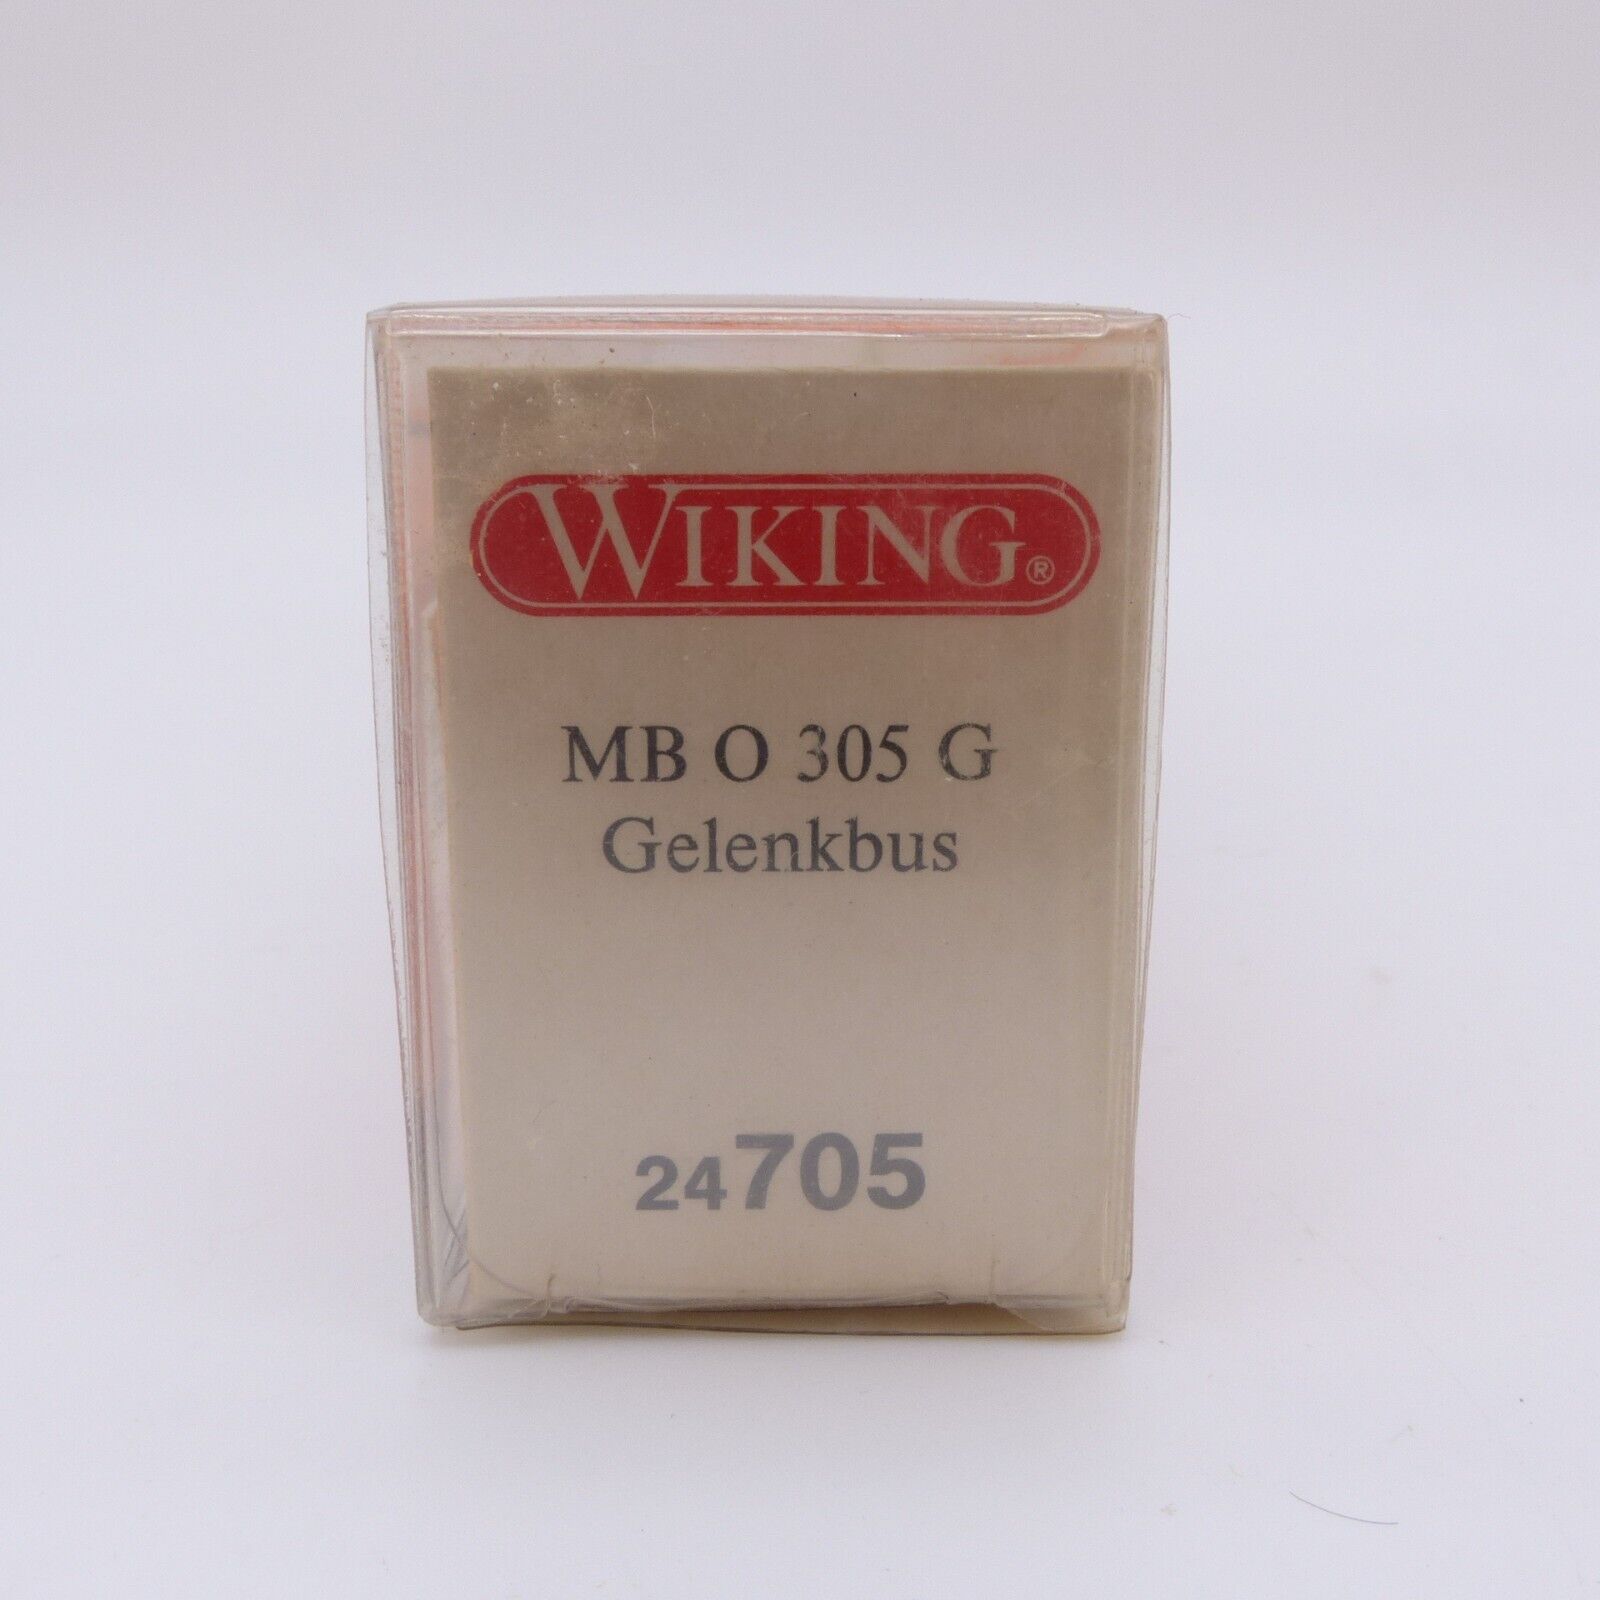 WIKING®
MB O 305 G
Gelenkbus
24705